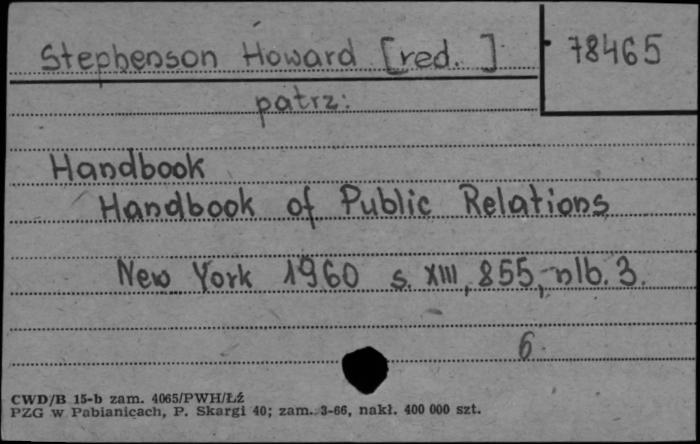 Stephenson Howard [red. ]
78465
patrz:
Handbook
Handbook of Public Relations
New York 1960 s. XIII, 855, nlb. 3.
6.
CWD/B 15-b zam. 4065/PWH/Łź
PZG w Pabianicach, P. Skargi 40; zam. 3-66, nakł. 400 000 szt.